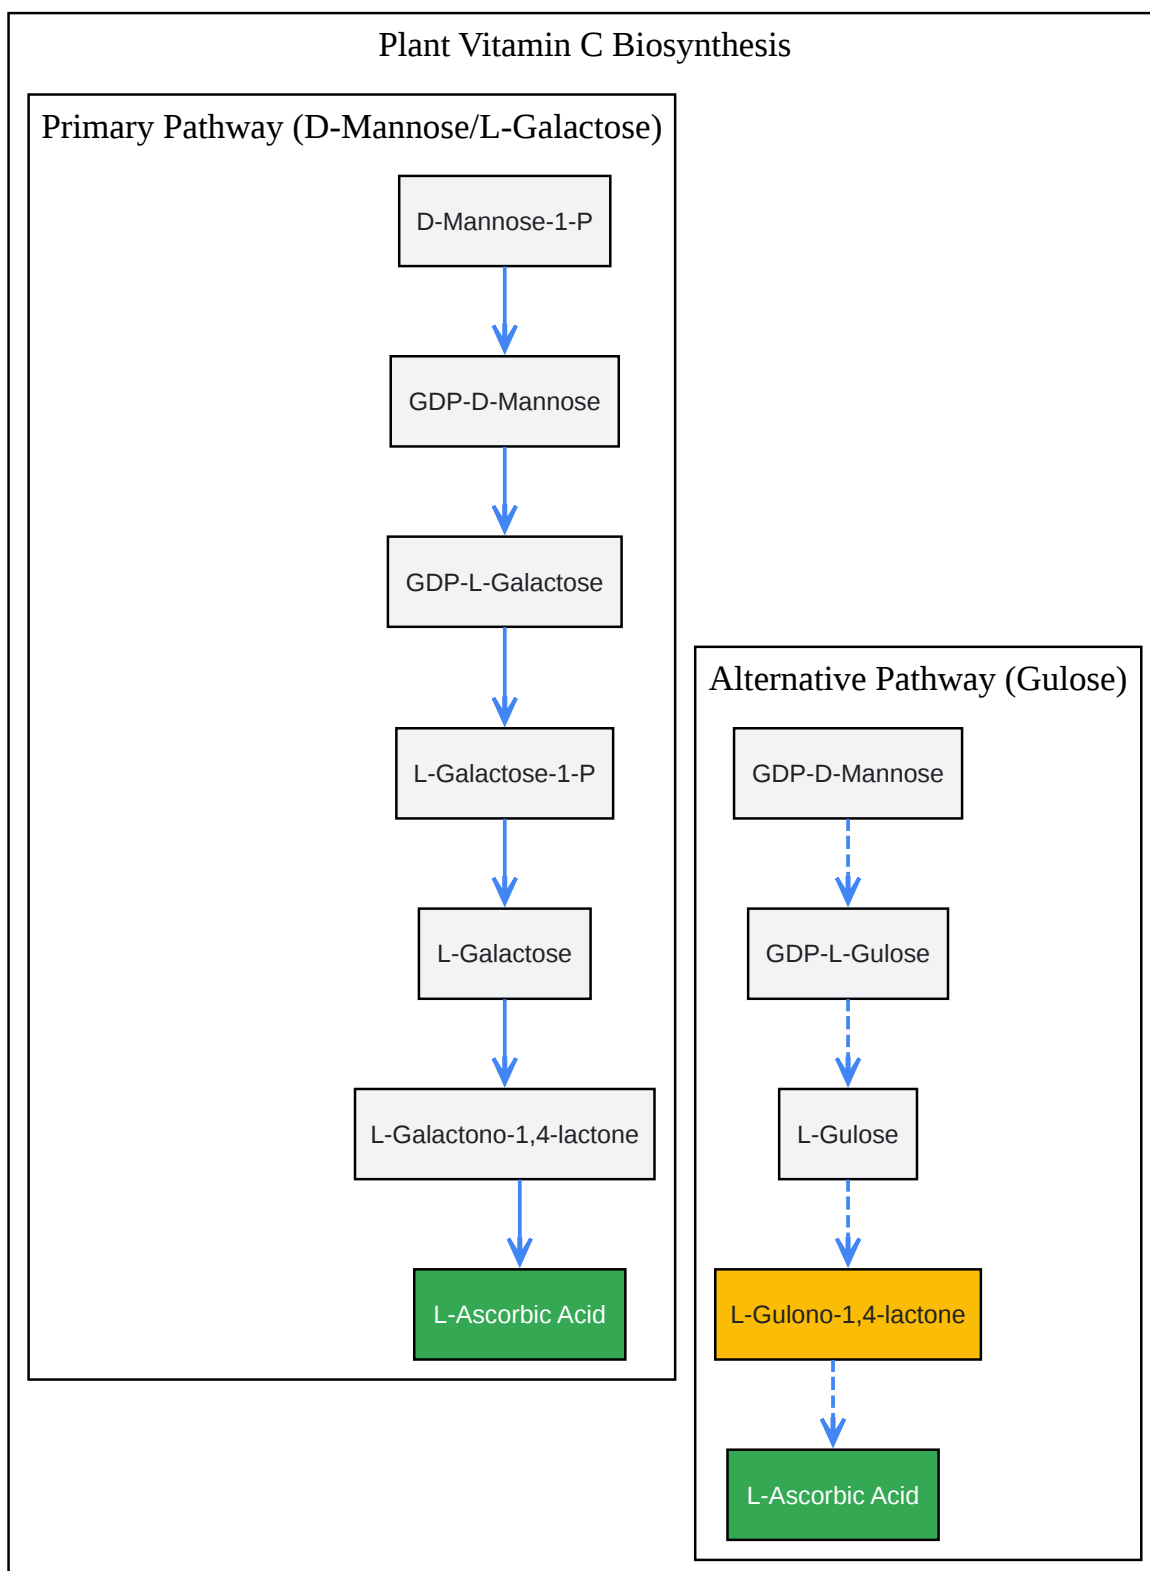 Plant Vitamin C Biosynthesis
Primary Pathway (D-Mannose/L-Galactose)
D-Mannose-1-P
GDP-D-Mannose
GDP-L-Galactose
L-Galactose-1-P
L-Galactose
L-Galactono-1,4-lactone
L-Ascorbic Acid
Alternative Pathway (Gulose)
GDP-D-Mannose
GDP-L-Gulose
L-Gulose
L-Gulono-1,4-lactone
L-Ascorbic Acid